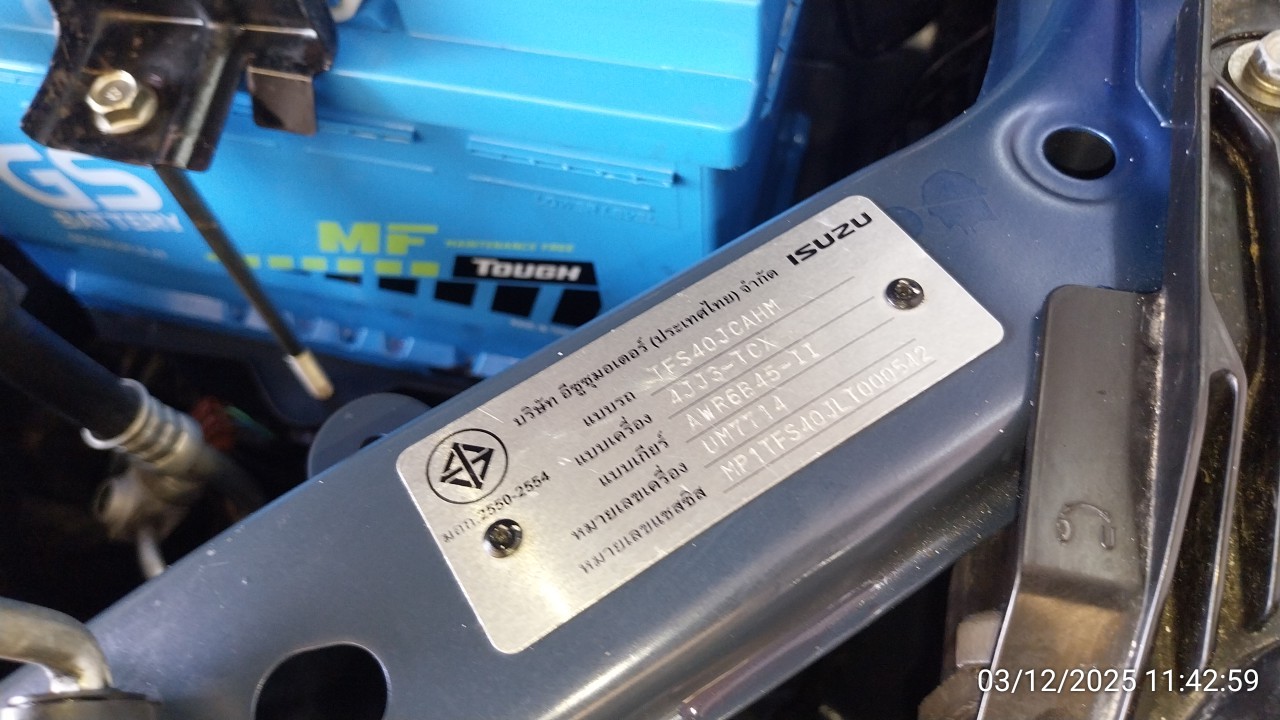 GS
BATTERY
MF
MAINTENANCE FREE
TOUGH
ISUZU
บริษัท อีซูซุมอเตอร์ (ประเทศไทย) จำกัด
แบบรถ TFS40JCAHM
แบบเครื่อง 4JJ3-TCX
แบบเกียร์ AWR6B45-II
หมายเลขเครื่อง UM7714
หมายเลขแชสซิส MP1TFS40JLT000542
มอก.2550-2554
03/12/2025 11:42:59